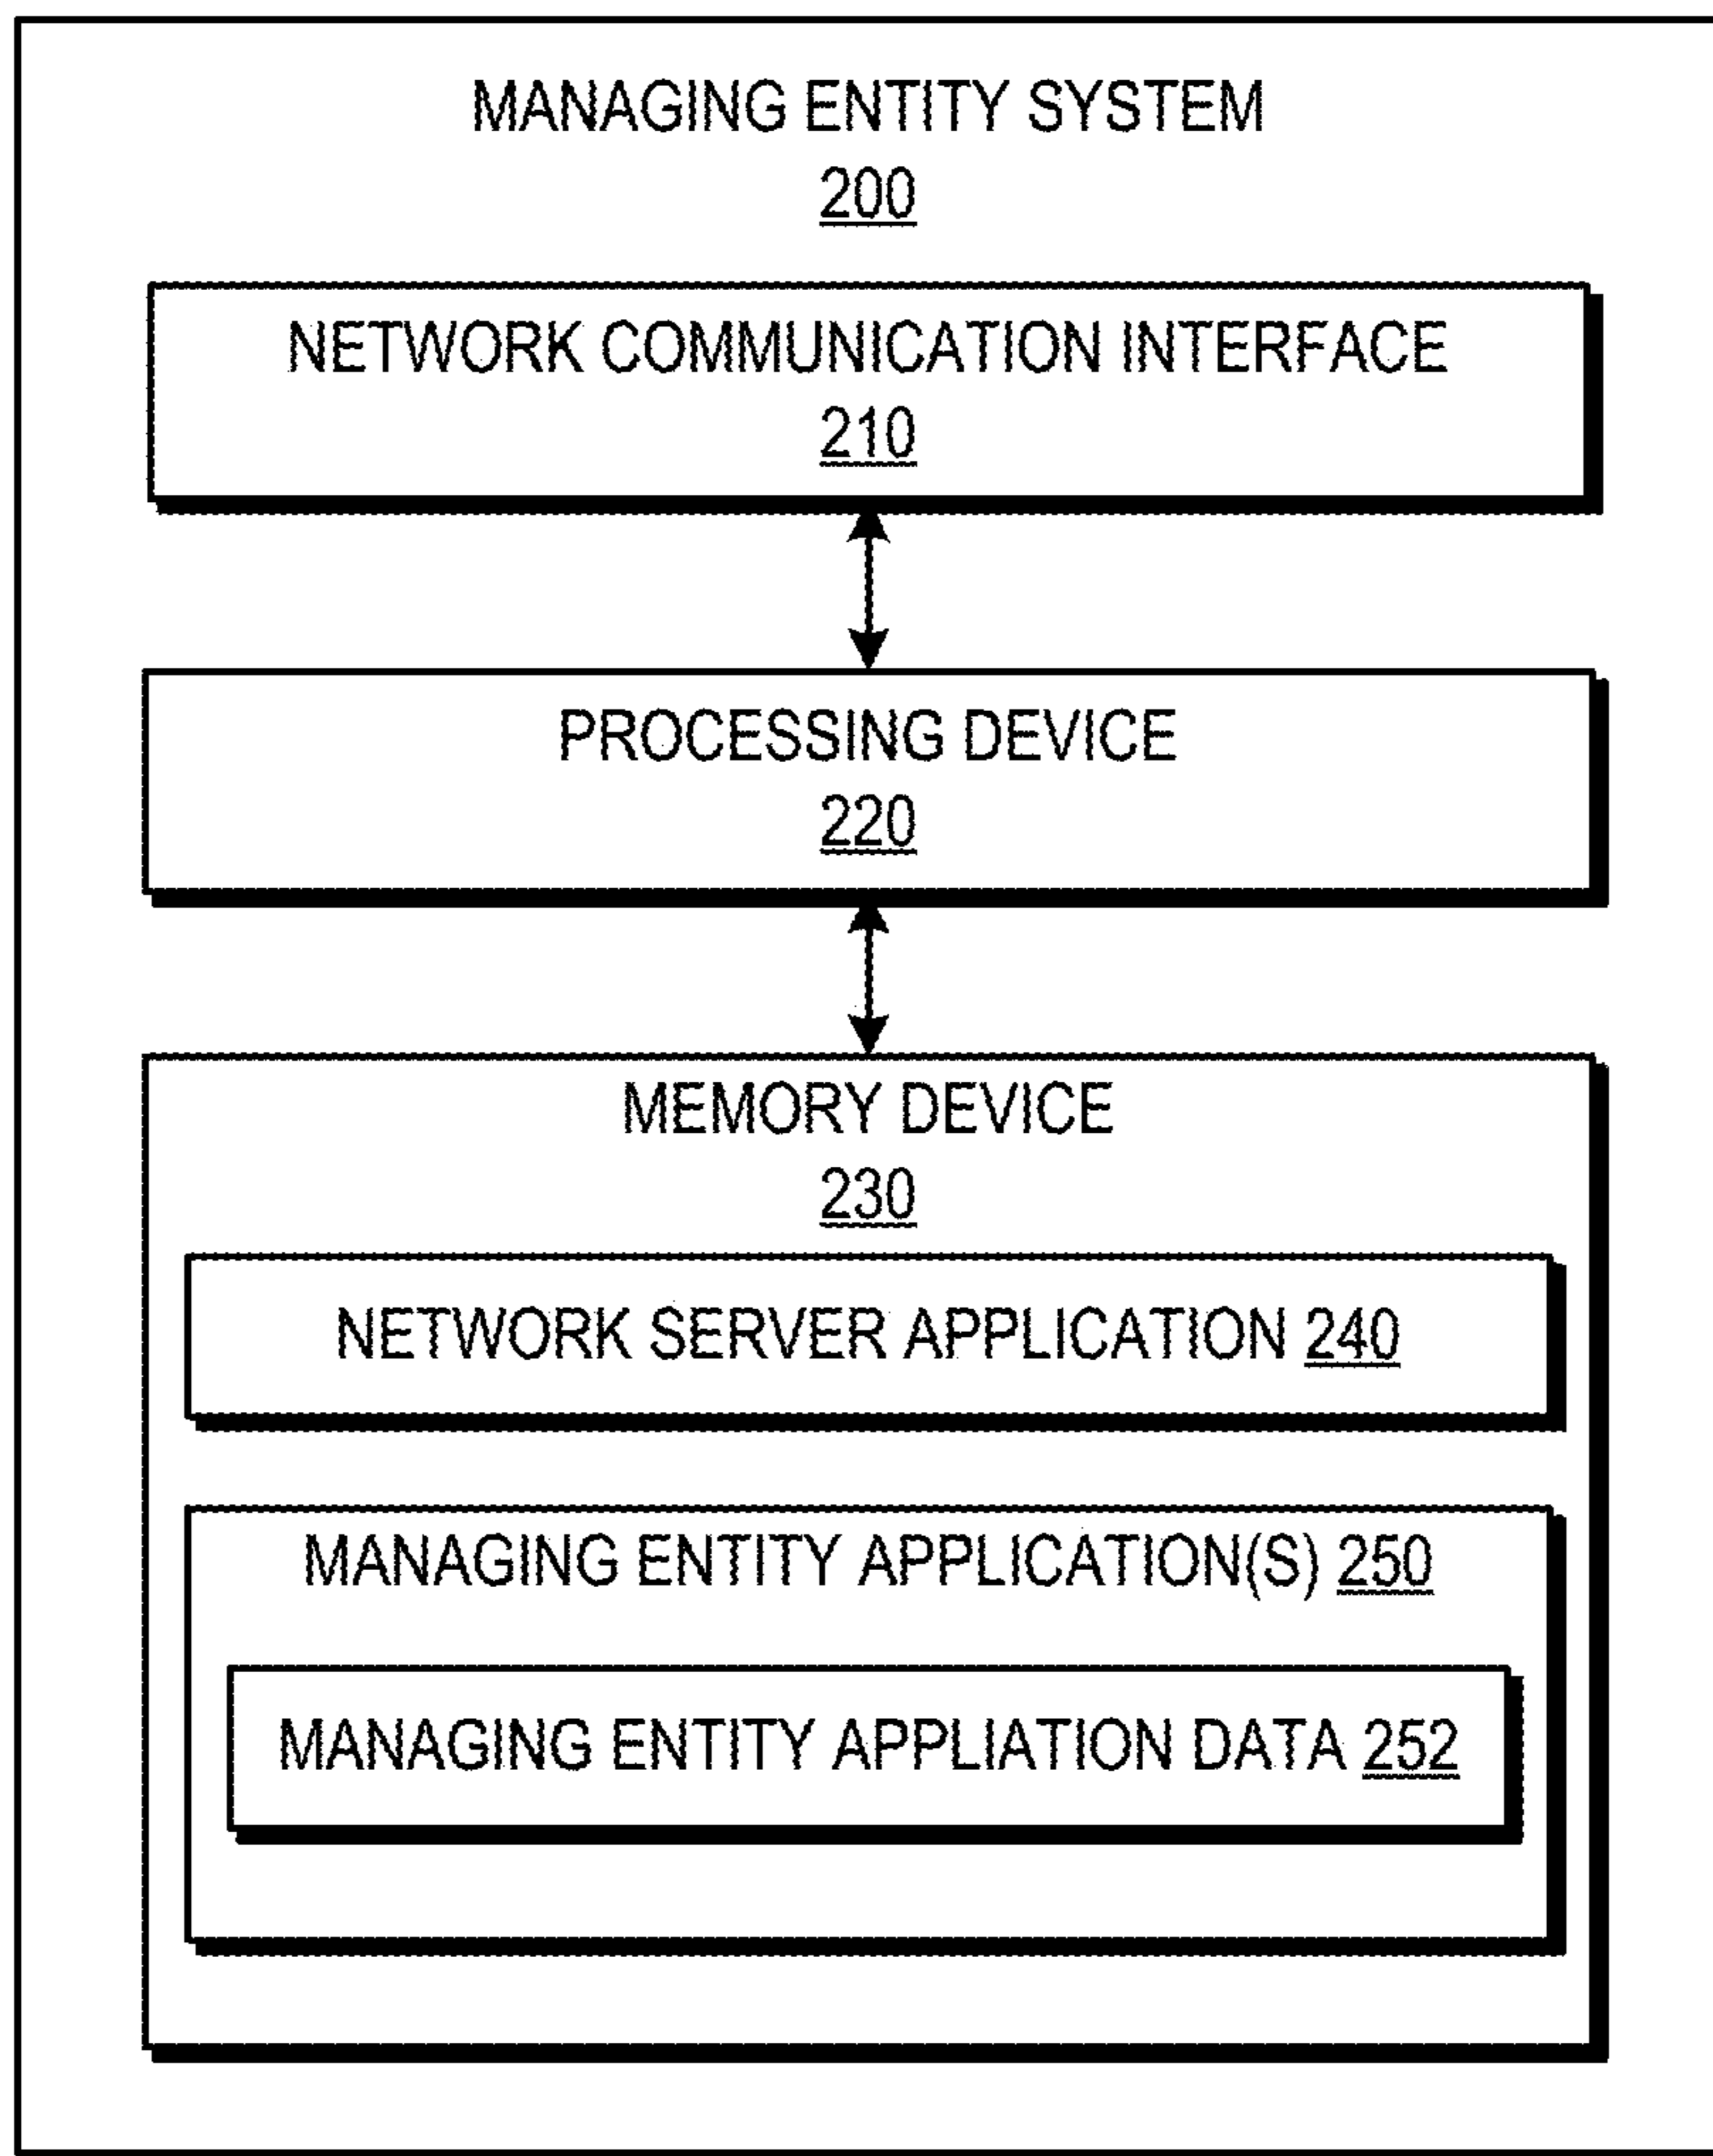 MANAGING ENTITY SYSTEM
200
NETWORK COMMUNICATION INTERFACE
210
PROCESSING DEVICE
220
MEMORY DEVICE
230
NETWORK SERVER APPLICATION 240
MANAGING ENTITY APPLICATION(S) 250
MANAGING ENTITY APPLIATION DATA 252